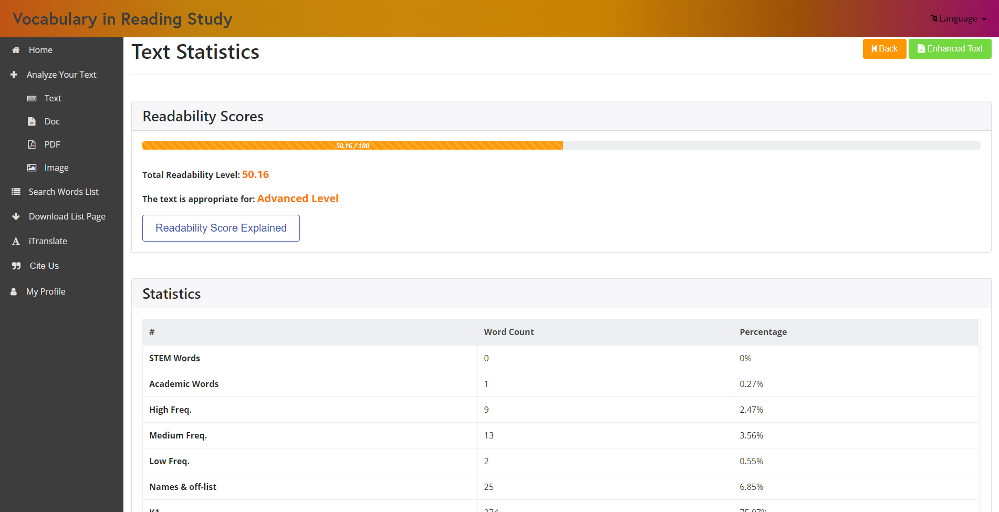 Vocabulary in Reading Study
Language
Home
Analyze Your Text
Text
Doc
PDF
Image
Search Words List
Download List Page
iTranslate
Cite Us
My Profile
Text Statistics
Back
Enhanced Text
Readability Scores
50.16 / 100
Total Readability Level: 50.16
The text is appropriate for: Advanced Level
Readability Score Explained
Statistics
# Word Count Percentage
STEM Words 0 0%
Academic Words 1 0.27%
High Freq. 9 2.47%
Medium Freq. 13 3.56%
Low Freq. 2 0.55%
Names & off-list 25 6.85%
K1 274 75.07%